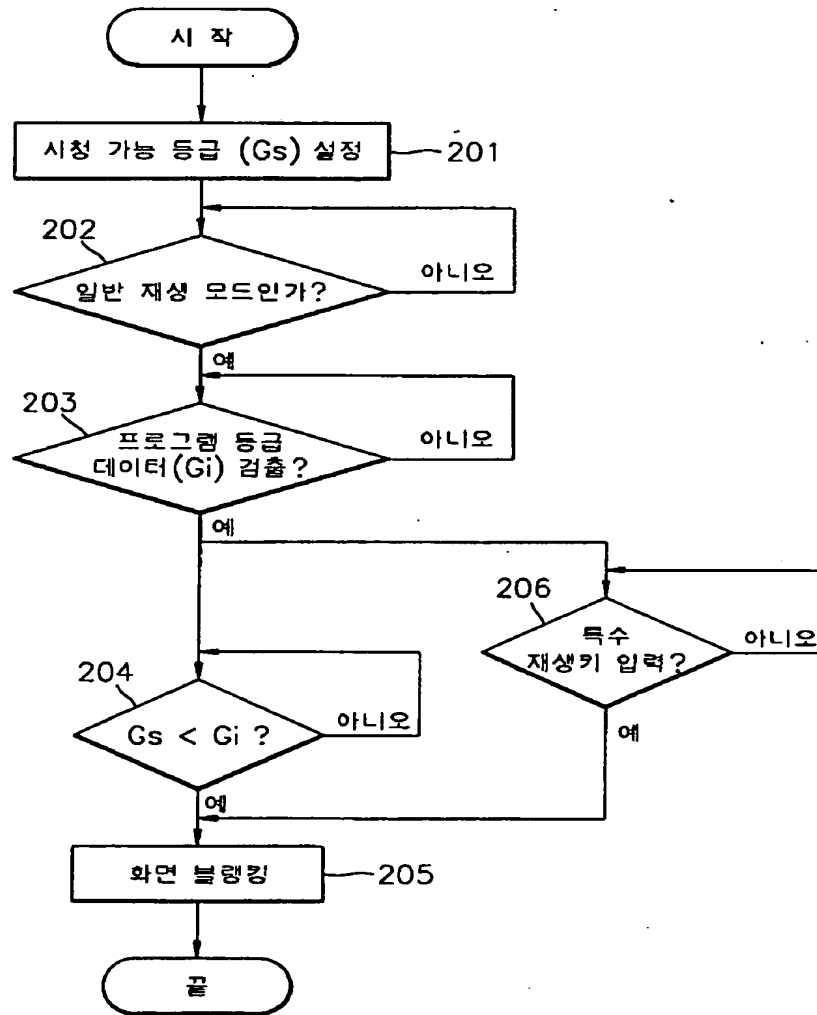 시 작
시청 가능 등급 (Gs) 설정
201
202
일반 재생 모드인가?
아니오
예
203
프로그램 등급
데이터(Gi) 검출?
아니오
예
206
특수
재생키 입력?
아니오
예
204
Gs < Gi ?
아니오
예
화면 블랭킹
205
끝